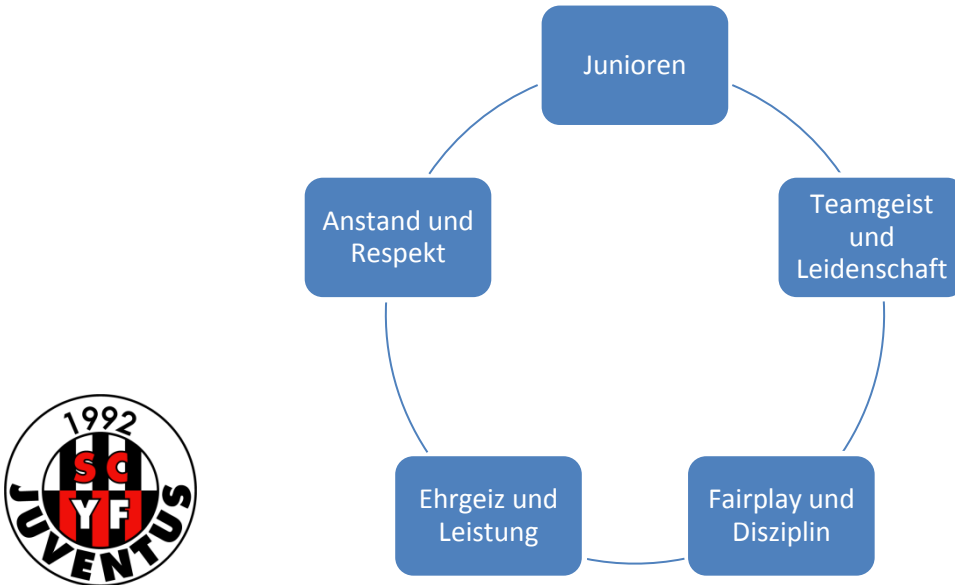 Junioren
Anstand und
Respekt
Teamgeist
und
Leidenschaft
Ehrgeiz und
Leistung
Fairplay und
Disziplin
1992
SC
YF
JUVENTUS